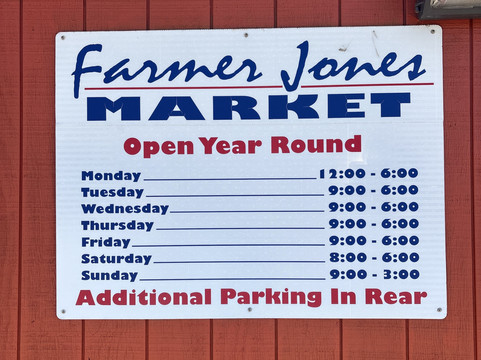 Farmer Jones
MARKET
Open Year Round
Monday 12:00 - 6:00
Tuesday 9:00 - 6:00
Wednesday 9:00 - 6:00
Thursday 9:00 - 6:00
Friday 9:00 - 6:00
Saturday 8:00 - 6:00
Sunday 9:00 - 3:00
Additional Parking In Rear